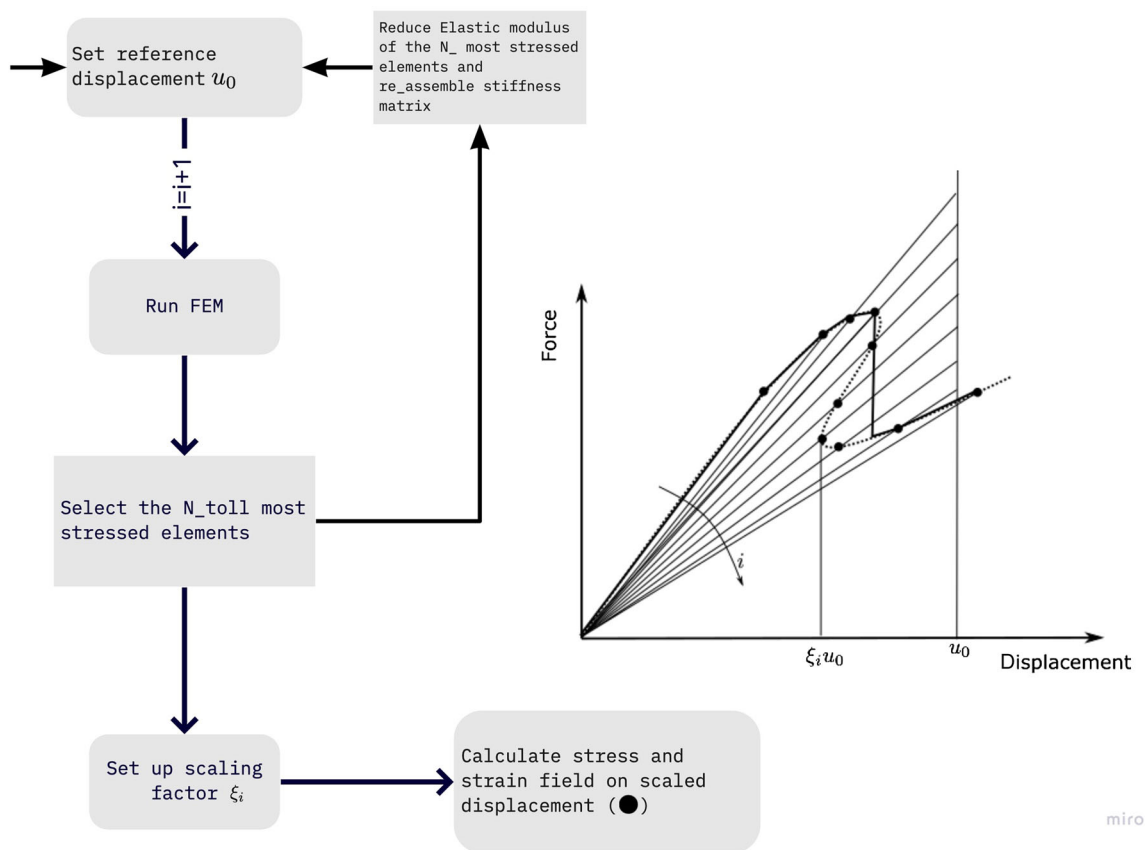 Set reference
displacement u₀
Reduce Elastic modulus
of the N_ most stressed
elements and
re_assemble stiffness
matrix
i=i+1
Run FEM
Select the N_toll most
stressed elements
Set up scaling
factor ξᵢ
Calculate stress and
strain field on scaled
displacement (●)
Force
i
ξᵢu₀
u₀
Displacement
miro